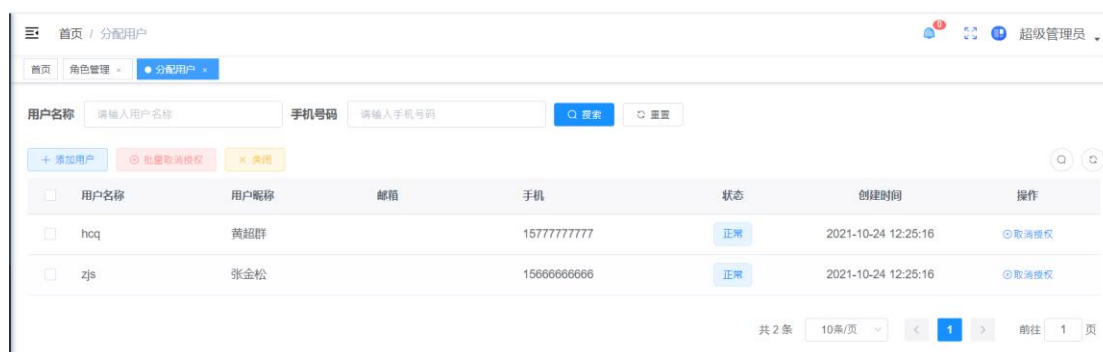 首页 / 分配用户 0 超级管理员
首页 角色管理 × 分配用户 ×
用户名称 请输入用户名称 手机号码 请输入手机号码 搜索 重置
+ 添加用户 批量取消授权 × 关闭
用户名称 用户昵称 邮箱 手机 状态 创建时间 操作
hcq 黄超群 15777777777 正常 2021-10-24 12:25:16 取消授权
zjs 张金松 15666666666 正常 2021-10-24 12:25:16 取消授权
共 2 条 10条/页 < 1 > 前往 1 页